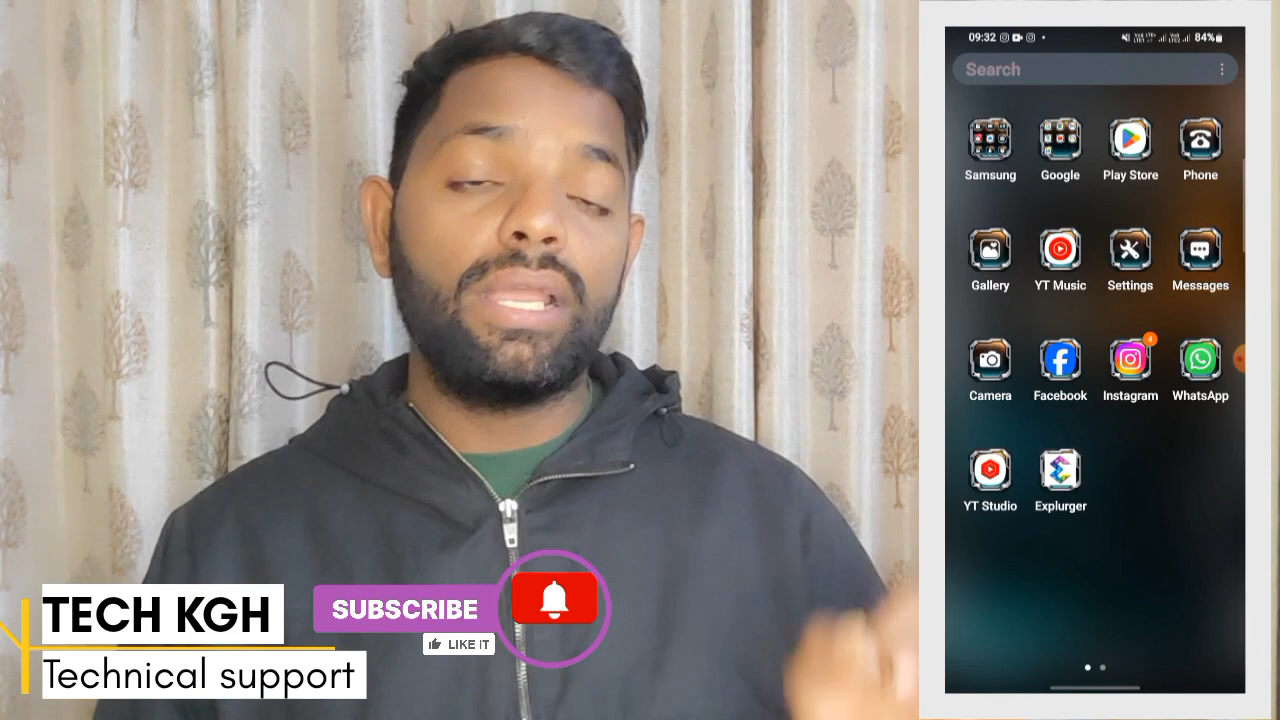 09:32
84%
Search
Samsung
Google
Play Store
Phone
Gallery
YT Music
Settings
Messages
Camera
Facebook
4
Instagram
WhatsApp
YT Studio
Explurger
TECH KGH
Technical support
SUBSCRIBE
LIKE IT